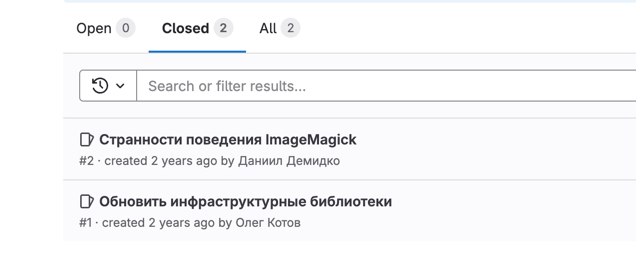 Open 0 Closed 2 All 2
Search or filter results...
Странности поведения ImageMagick
#2 · created 2 years ago by Даниил Демидко
Обновить инфраструктурные библиотеки
#1 · created 2 years ago by Олег Котов